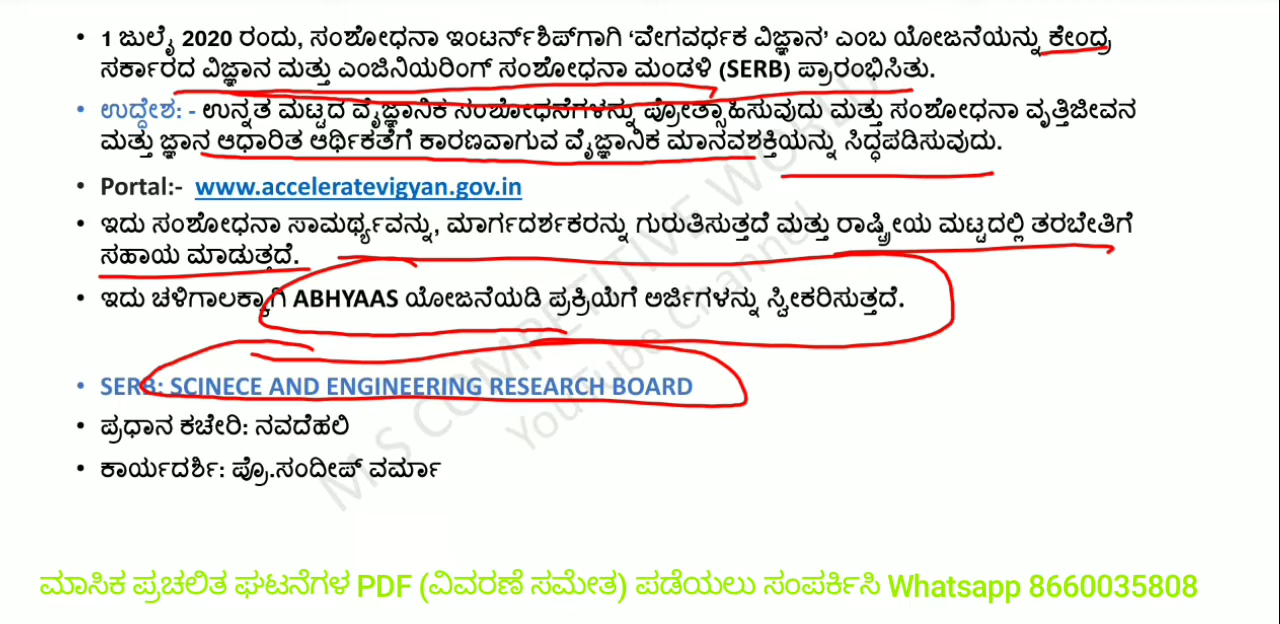 • 1 ಜುಲೈ 2020 ರಂದು, ಸಂಶೋಧನಾ ಇಂಟರ್ನ್‌ಶಿಪ್‌ಗಾಗಿ ‘ವೇಗವರ್ಧಕ ವಿಜ್ಞಾನ’ ಎಂಬ ಯೋಜನೆಯನ್ನು ಕೇಂದ್ರ
ಸರ್ಕಾರದ ವಿಜ್ಞಾನ ಮತ್ತು ಎಂಜಿನಿಯರಿಂಗ್ ಸಂಶೋಧನಾ ಮಂಡಳಿ (SERB) ಪ್ರಾರಂಭಿಸಿತು.
• ಉದ್ದೇಶ: - ಉನ್ನತ ಮಟ್ಟದ ವೈಜ್ಞಾನಿಕ ಸಂಶೋಧನೆಗಳನ್ನು ಪ್ರೋತ್ಸಾಹಿಸುವುದು ಮತ್ತು ಸಂಶೋಧನಾ ವೃತ್ತಿಜೀವನ
ಮತ್ತು ಜ್ಞಾನ ಆಧಾರಿತ ಆರ್ಥಿಕತೆಗೆ ಕಾರಣವಾಗುವ ವೈಜ್ಞಾನಿಕ ಮಾನವಶಕ್ತಿಯನ್ನು ಸಿದ್ಧಪಡಿಸುವುದು.
• Portal:- www.acceleratevigyan.gov.in
• ಇದು ಸಂಶೋಧನಾ ಸಾಮರ್ಥ್ಯವನ್ನು, ಮಾರ್ಗದರ್ಶಕರನ್ನು ಗುರುತಿಸುತ್ತದೆ ಮತ್ತು ರಾಷ್ಟ್ರೀಯ ಮಟ್ಟದಲ್ಲಿ ತರಬೇತಿಗೆ
ಸಹಾಯ ಮಾಡುತ್ತದೆ.
• ಇದು ಚಳಿಗಾಲಕ್ಕಾಗಿ ABHYAAS ಯೋಜನೆಯಡಿ ಪ್ರಕ್ರಿಯೆಗೆ ಅರ್ಜಿಗಳನ್ನು ಸ್ವೀಕರಿಸುತ್ತದೆ.
• SERB: SCINECE AND ENGINEERING RESEARCH BOARD
• ಪ್ರಧಾನ ಕಚೇರಿ: ನವದೆಹಲಿ
• ಕಾರ್ಯದರ್ಶಿ: ಪ್ರೊ.ಸಂದೀಪ್ ವರ್ಮಾ
M S COMPETITIVE WORLD
YouTube Channel
ಮಾಸಿಕ ಪ್ರಚಲಿತ ಘಟನೆಗಳ PDF (ವಿವರಣೆ ಸಮೇತ) ಪಡೆಯಲು ಸಂಪರ್ಕಿಸಿ Whatsapp 8660035808